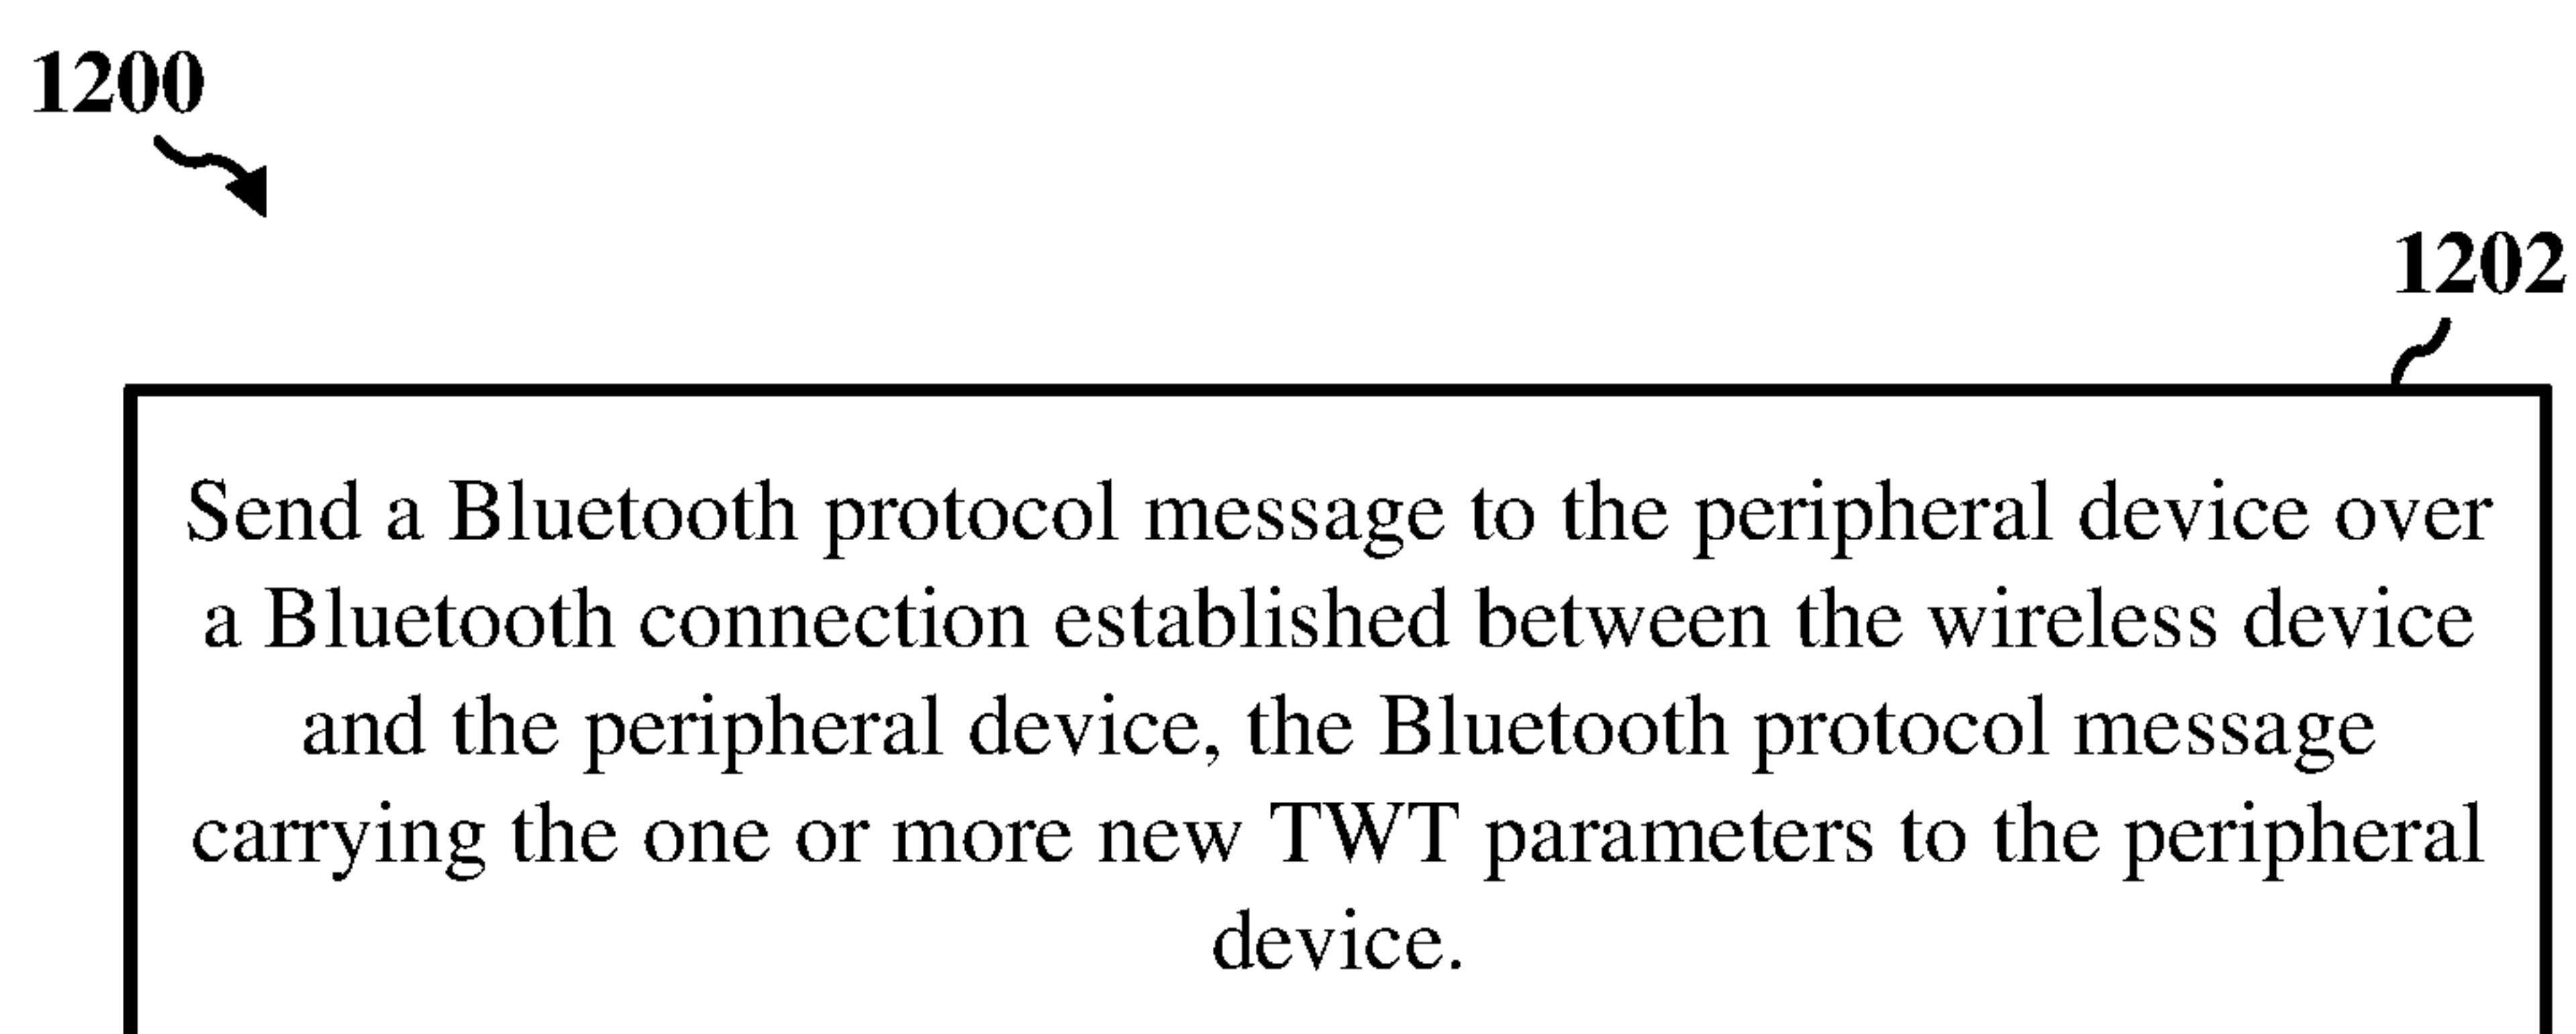 1200
1202
Send a Bluetooth protocol message to the peripheral device over
a Bluetooth connection established between the wireless device
and the peripheral device, the Bluetooth protocol message
carrying the one or more new TWT parameters to the peripheral
device.